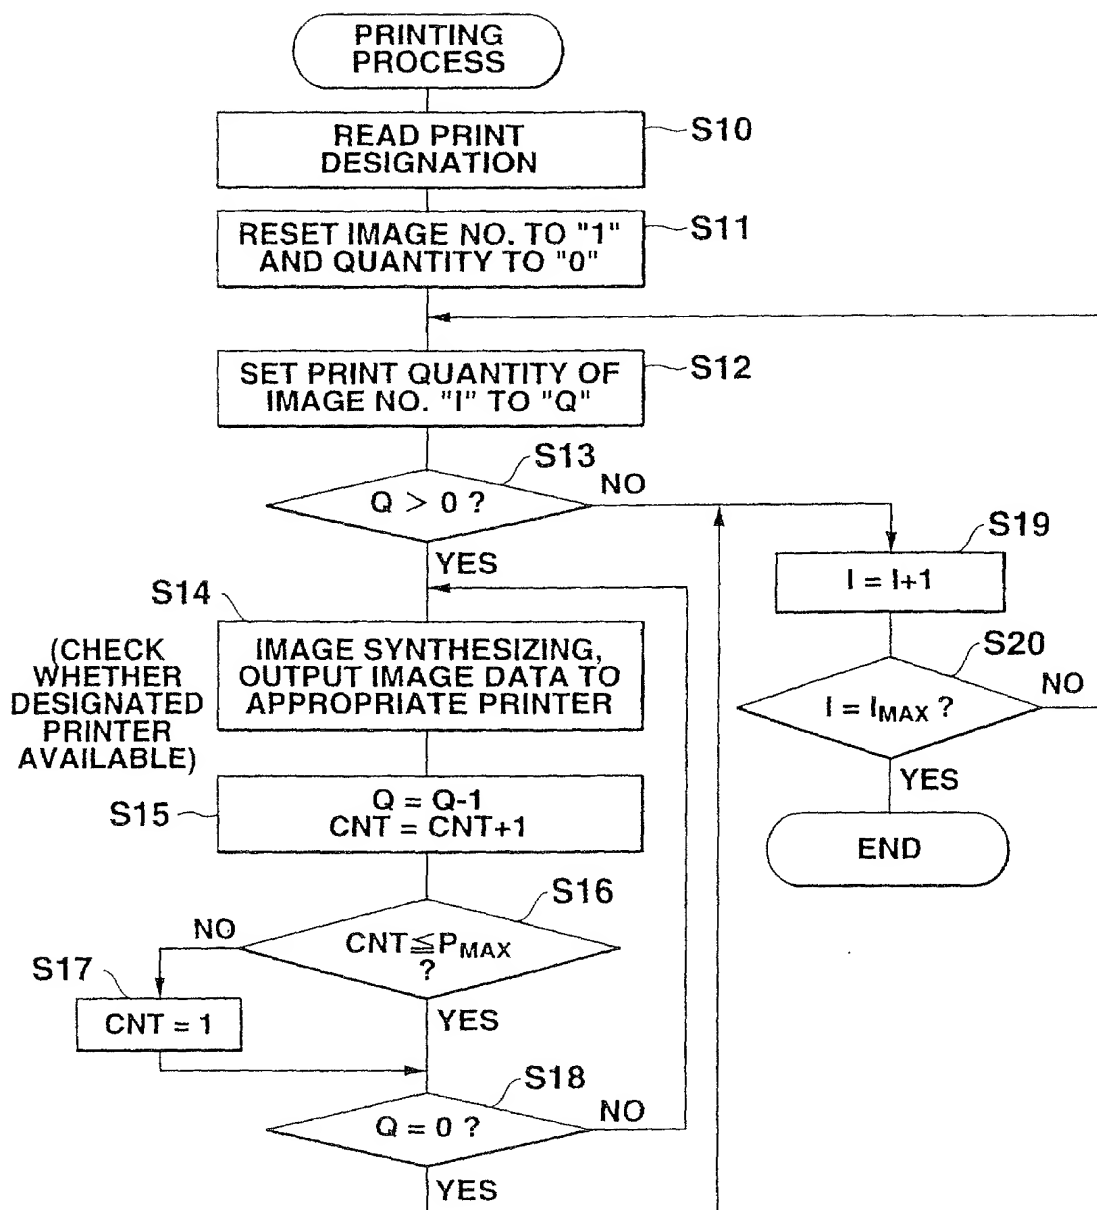 PRINTING
PROCESS
READ PRINT
DESIGNATION
S10
RESET IMAGE NO. TO "1"
AND QUANTITY TO "0"
S11
SET PRINT QUANTITY OF
IMAGE NO. "I" TO "Q"
S12
S13
Q > 0 ?
NO
YES
S19
I = I+1
S14
IMAGE SYNTHESIZING,
OUTPUT IMAGE DATA TO
APPROPRIATE PRINTER
(CHECK
WHETHER
DESIGNATED
PRINTER
AVAILABLE)
S20
I = IMAX ?
NO
YES
END
S15
Q = Q-1
CNT = CNT+1
S16
CNT≦PMAX
?
NO
YES
S17
CNT = 1
S18
Q = 0 ?
NO
YES